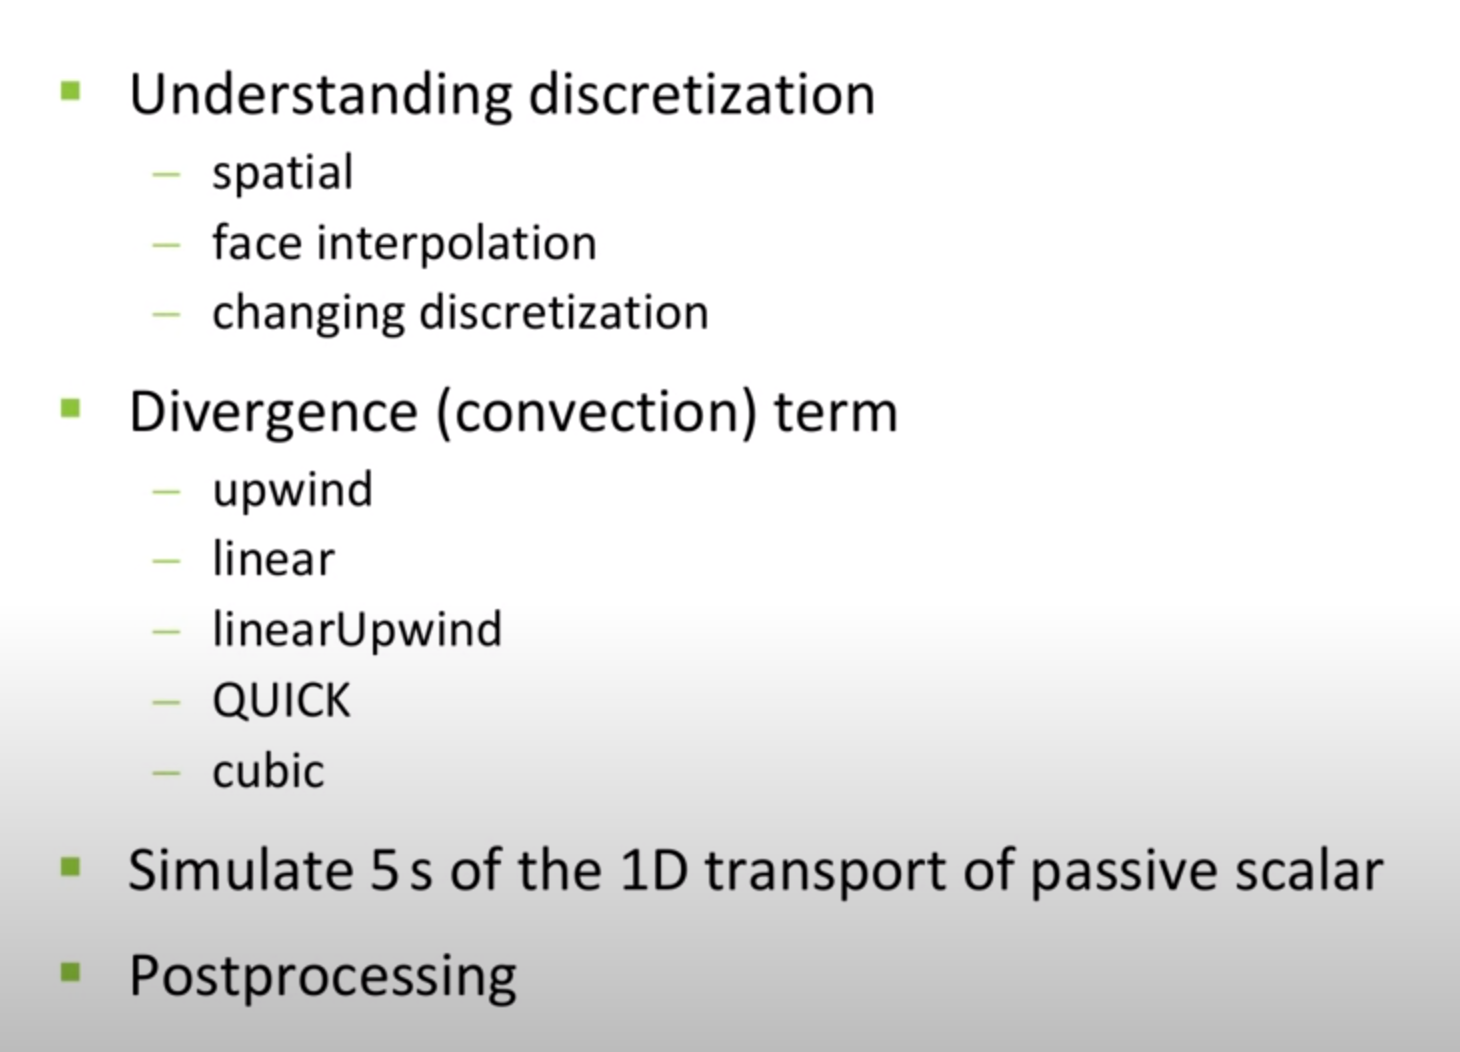 Understanding discretization
– spatial
– face interpolation
– changing discretization
Divergence (convection) term
– upwind
– linear
– linearUpwind
– QUICK
– cubic
Simulate 5 s of the 1D transport of passive scalar
Postprocessing